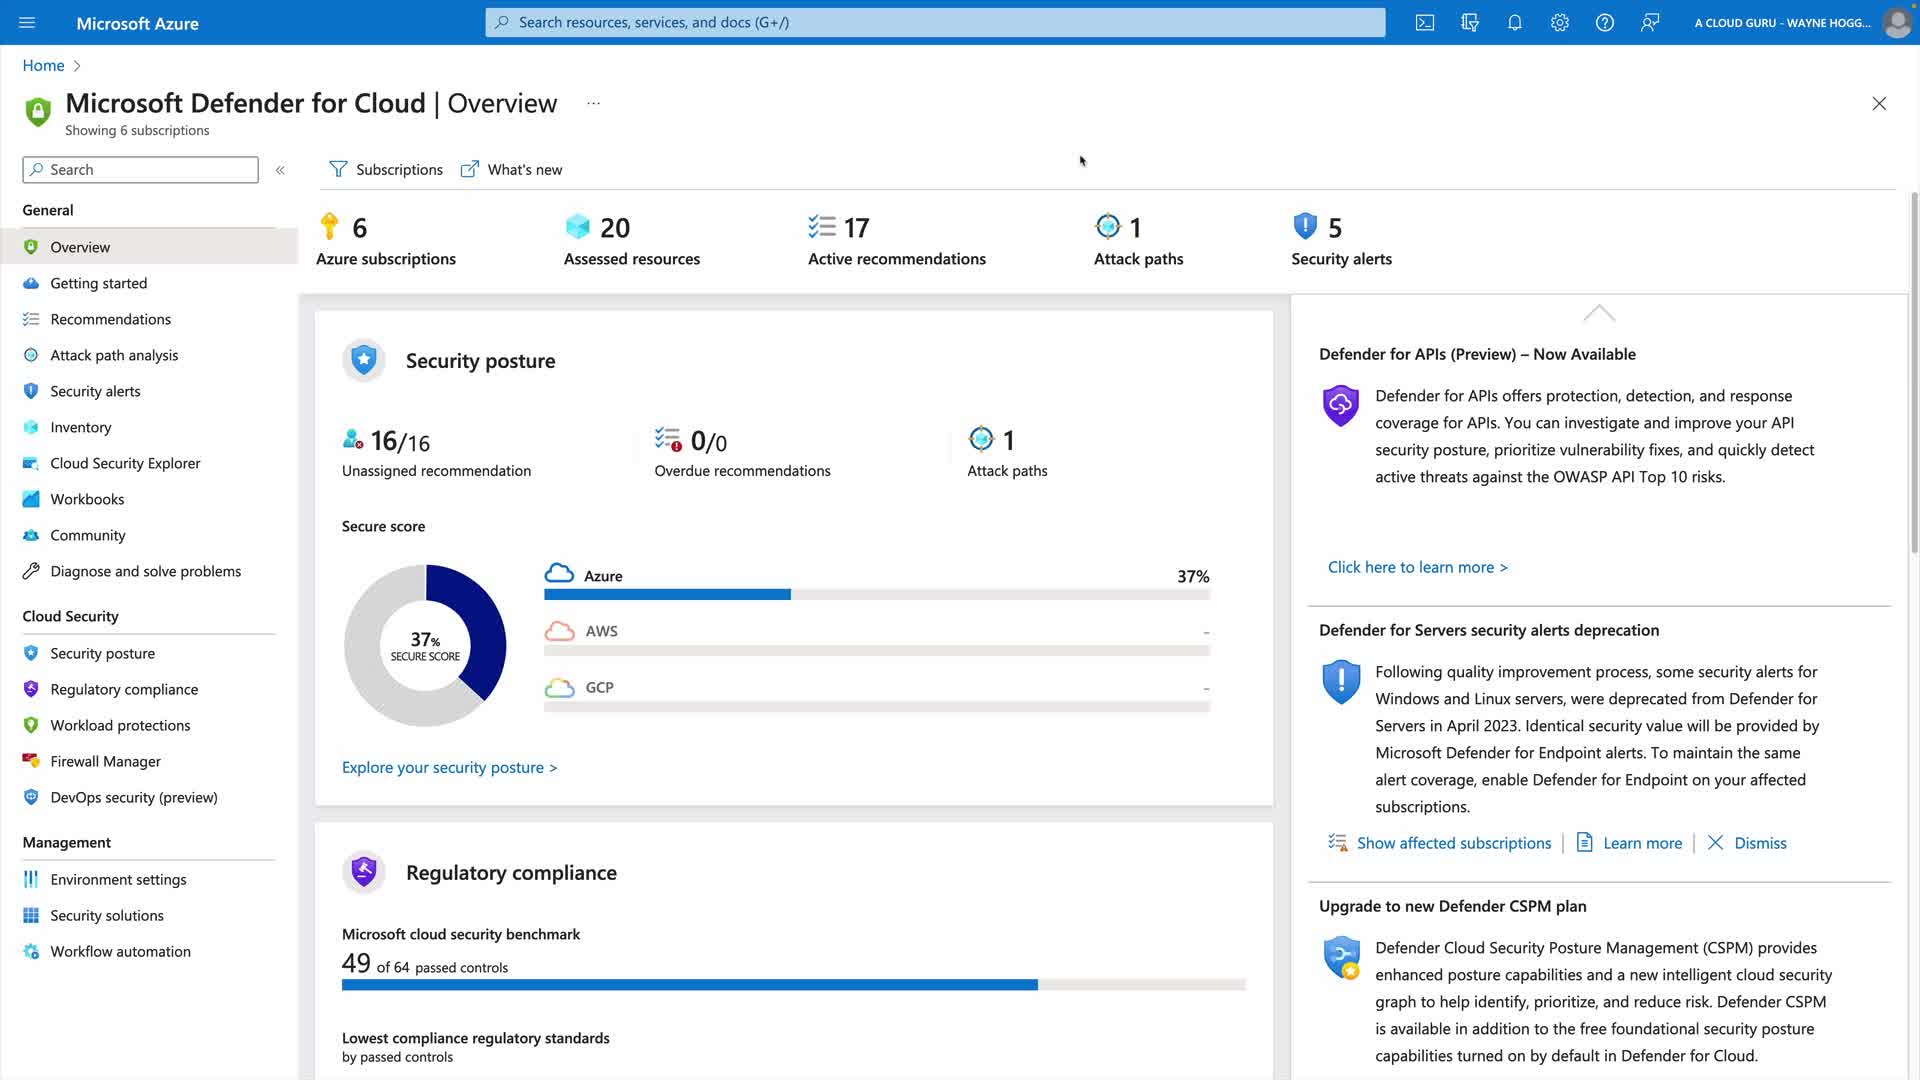 Microsoft Azure
Search resources, services, and docs (G+/)
A CLOUD GURU - WAYNE HOGG...
Home
Microsoft Defender for Cloud | Overview
...
Showing 6 subscriptions
Search
«
Subscriptions
What's new
General
Overview
Getting started
Recommendations
Attack path analysis
Security alerts
Inventory
Cloud Security Explorer
Workbooks
Community
Diagnose and solve problems
Cloud Security
Security posture
Regulatory compliance
Workload protections
Firewall Manager
DevOps security (preview)
Management
Environment settings
Security solutions
Workflow automation
6
Azure subscriptions
20
Assessed resources
17
Active recommendations
1
Attack paths
5
Security alerts
Security posture
16/16
Unassigned recommendation
0/0
Overdue recommendations
1
Attack paths
Secure score
37%
SECURE SCORE
Azure
37%
AWS
-
GCP
-
Explore your security posture >
Regulatory compliance
Microsoft cloud security benchmark
49 of 64 passed controls
Lowest compliance regulatory standards
by passed controls
Defender for APIs (Preview) – Now Available
Defender for APIs offers protection, detection, and response
coverage for APIs. You can investigate and improve your API
security posture, prioritize vulnerability fixes, and quickly detect
active threats against the OWASP API Top 10 risks.
Click here to learn more >
Defender for Servers security alerts deprecation
Following quality improvement process, some security alerts for
Windows and Linux servers, were deprecated from Defender for
Servers in April 2023. Identical security value will be provided by
Microsoft Defender for Endpoint alerts. To maintain the same
alert coverage, enable Defender for Endpoint on your affected
subscriptions.
Show affected subscriptions
Learn more
Dismiss
Upgrade to new Defender CSPM plan
Defender Cloud Security Posture Management (CSPM) provides
enhanced posture capabilities and a new intelligent cloud security
graph to help identify, prioritize, and reduce risk. Defender CSPM
is available in addition to the free foundational security posture
capabilities turned on by default in Defender for Cloud.